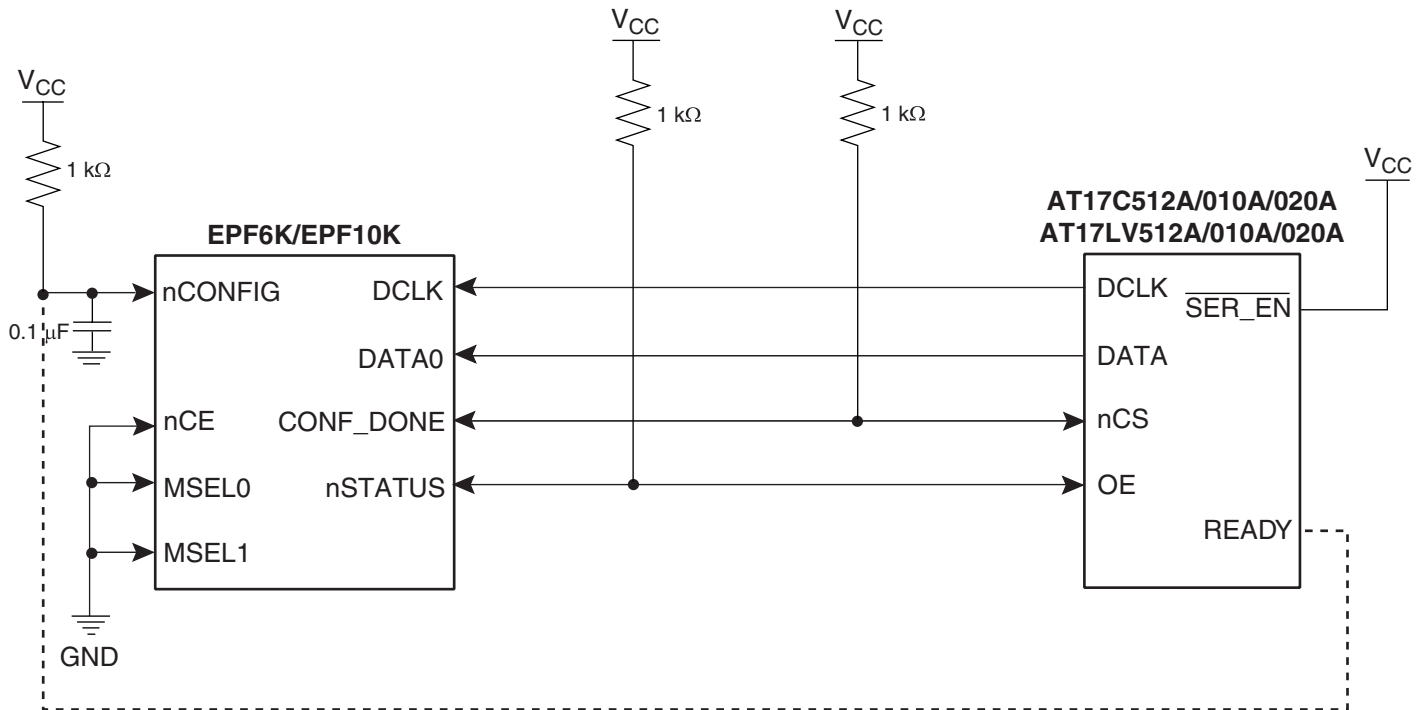 VCC
VCC
VCC
1 kΩ
1 kΩ
1 kΩ
VCC
AT17C512A/010A/020A
AT17LV512A/010A/020A
EPF6K/EPF10K
nCONFIG
DCLK
DCLK
SER_EN
0.1 μF
DATA0
DATA
nCE
CONF_DONE
nCS
MSEL0
nSTATUS
OE
READY
MSEL1
GND